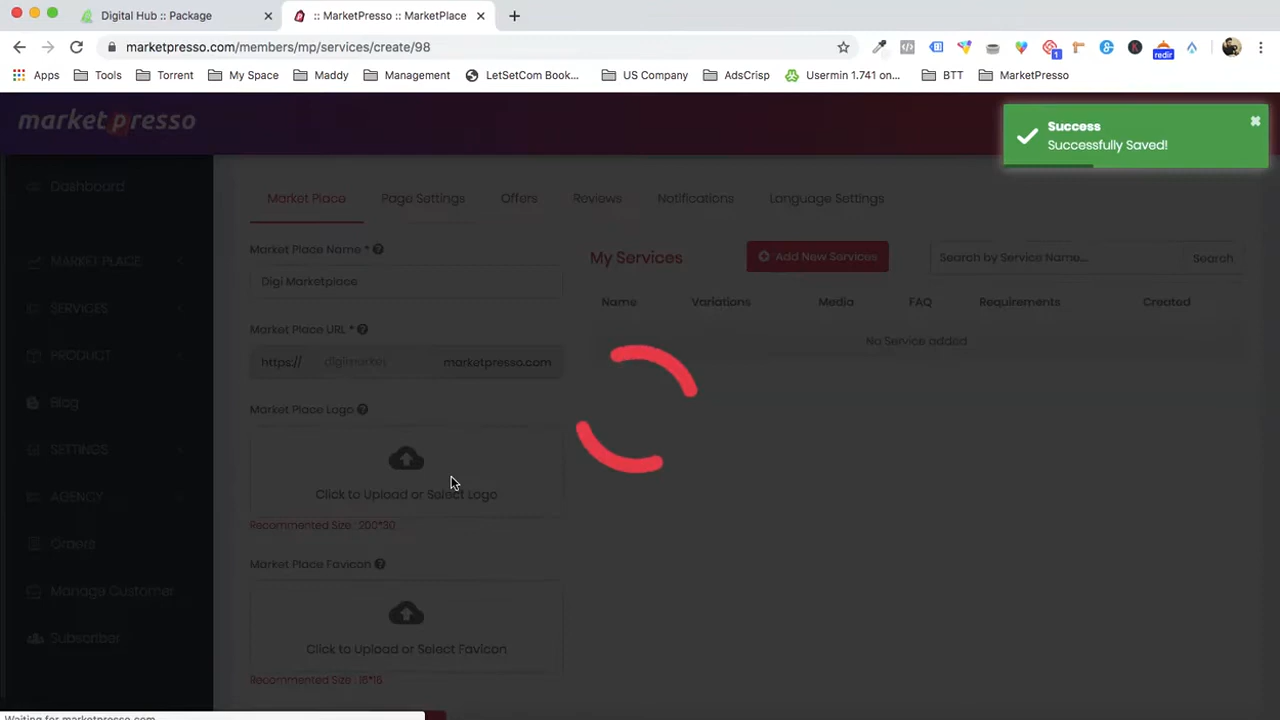 Digital Hub :: Package
:: MarketPresso :: MarketPlace
marketpresso.com/members/mp/services/create/98
1
redir
Apps
Tools
Torrent
My Space
Maddy
Management
LetSetCom Book...
US Company
AdsCrisp
Usermin 1.741 on...
BTT
MarketPresso
market presso
Success
Successfully Saved!
Dashboard
MARKET PLACE
SERVICES
PRODUCT
Blog
SETTINGS
AGENCY
Orders
Manage Customer
Subscriber
Market Place
Page Settings
Offers
Reviews
Notifications
Language Settings
Market Place Name *
Digi Marketplace
Market Place URL *
https://
digimarkey
marketpresso.com
Market Place Logo
Click to Upload or Select Logo
Recommented Size : 200*30
Market Place Favicon
Click to Upload or Select Favicon
Recommented Size : 16*16
My Services
Add New Services
Search by Service Name...
Search
Name
Variations
Media
FAQ
Requirements
Created
No Service added
Waiting for marketpresso.com